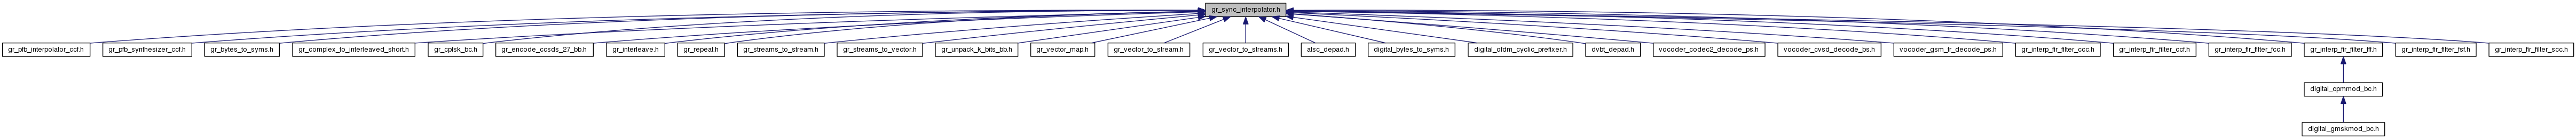 gr_sync_interpolator.h
gr_pfb_interpolator_ccf.h
gr_pfb_synthesizer_ccf.h
gr_bytes_to_syms.h
gr_complex_to_interleaved_short.h
gr_cpfsk_bc.h
gr_encode_ccsds_27_bb.h
gr_interleave.h
gr_repeat.h
gr_streams_to_stream.h
gr_streams_to_vector.h
gr_unpack_k_bits_bb.h
gr_vector_map.h
gr_vector_to_stream.h
gr_vector_to_streams.h
atsc_depad.h
digital_bytes_to_syms.h
digital_ofdm_cyclic_prefixer.h
dvbt_depad.h
vocoder_codec2_decode_ps.h
vocoder_cvsd_decode_bs.h
vocoder_gsm_fr_decode_ps.h
gr_interp_fir_filter_ccc.h
gr_interp_fir_filter_ccf.h
gr_interp_fir_filter_fcc.h
gr_interp_fir_filter_fff.h
gr_interp_fir_filter_fsf.h
gr_interp_fir_filter_scc.h
digital_cpmmod_bc.h
digital_gmskmod_bc.h